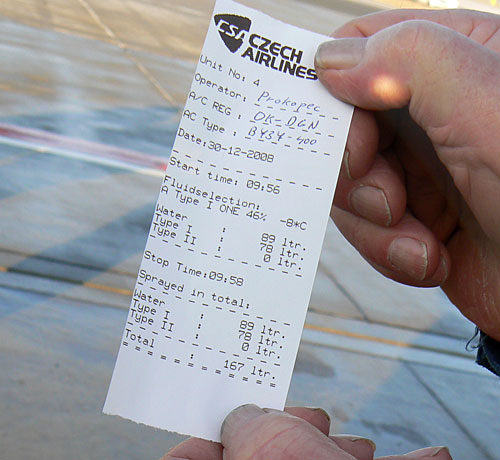 CSA CZECH
AIRLINES
Unit No: 4
Operator: Prokopec
A/C REG : OK-DGN
AC Type : B434-400
Date:30-12-2008
Start time: 09:56
Fluidselection:
A Type I ONE 46% -8*C
Water : 89 ltr.
Type I : 78 ltr.
Type II : 0 ltr.
Stop Time:09:58
Sprayed in total:
Water : 89 ltr.
Type I : 78 ltr.
Type II : 0 ltr.
Total : 167 ltr.